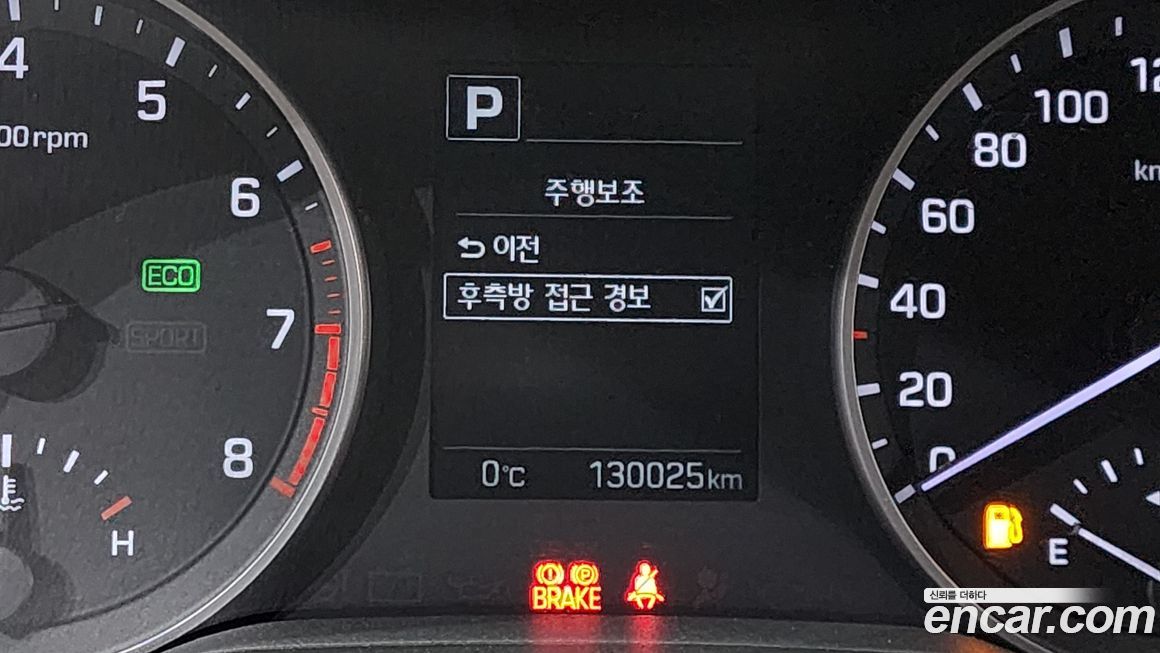 4
5
6
7
8
00rpm
ECO
SPORT
H
P
주행보조
이전
후측방 접근 경보
0°C 130025km
BRAKE
12
100
80
60
40
20
0
km
E
신뢰를 더하다
encar.com